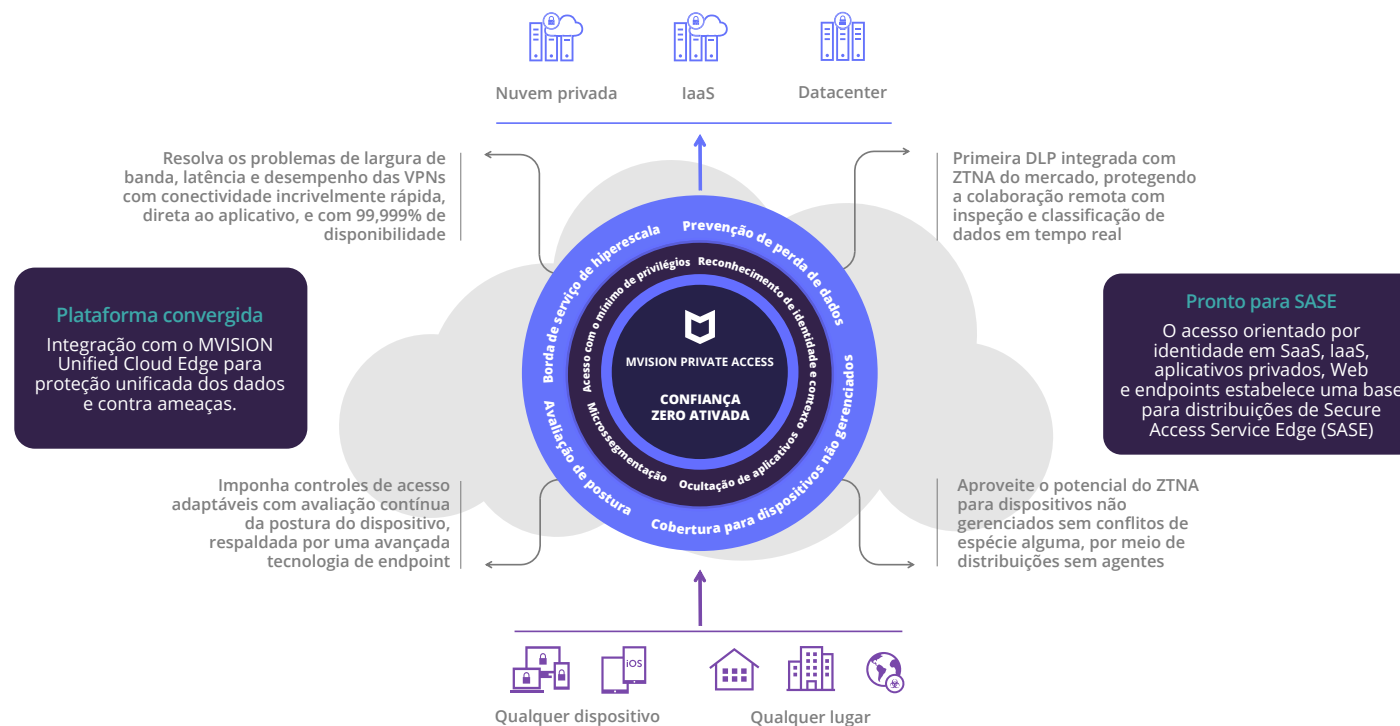 Nuvem privada
IaaS
Datacenter
Resolva os problemas de largura de
banda, latência e desempenho das VPNs
com conectividade incrivelmente rápida,
direta ao aplicativo, e com 99,999% de
disponibilidade
Primeira DLP integrada com
ZTNA do mercado, protegendo
a colaboração remota com
inspeção e classificação de
dados em tempo real
Plataforma convergida
Integração com o MVISION
Unified Cloud Edge para
proteção unificada dos dados
e contra ameaças.
Borda de serviço de hiperescala
Prevenção de perda de dados
Acesso com o mínimo de privilégios
Reconhecimento de identidade e contexto
MVISION PRIVATE ACCESS
CONFIANÇA
ZERO ATIVADA
Microssegmentação
Ocultação de aplicativos
Avaliação de postura
Cobertura para dispositivos não gerenciados
Pronto para SASE
O acesso orientado por
identidade em SaaS, IaaS,
aplicativos privados, Web
e endpoints estabelece uma base
para distribuições de Secure
Access Service Edge (SASE)
Imponha controles de acesso
adaptáveis com avaliação contínua
da postura do dispositivo,
respaldada por uma avançada
tecnologia de endpoint
Aproveite o potencial do ZTNA
para dispositivos não
gerenciados sem conflitos de
espécie alguma, por meio de
distribuições sem agentes
iOS
Qualquer dispositivo
Qualquer lugar